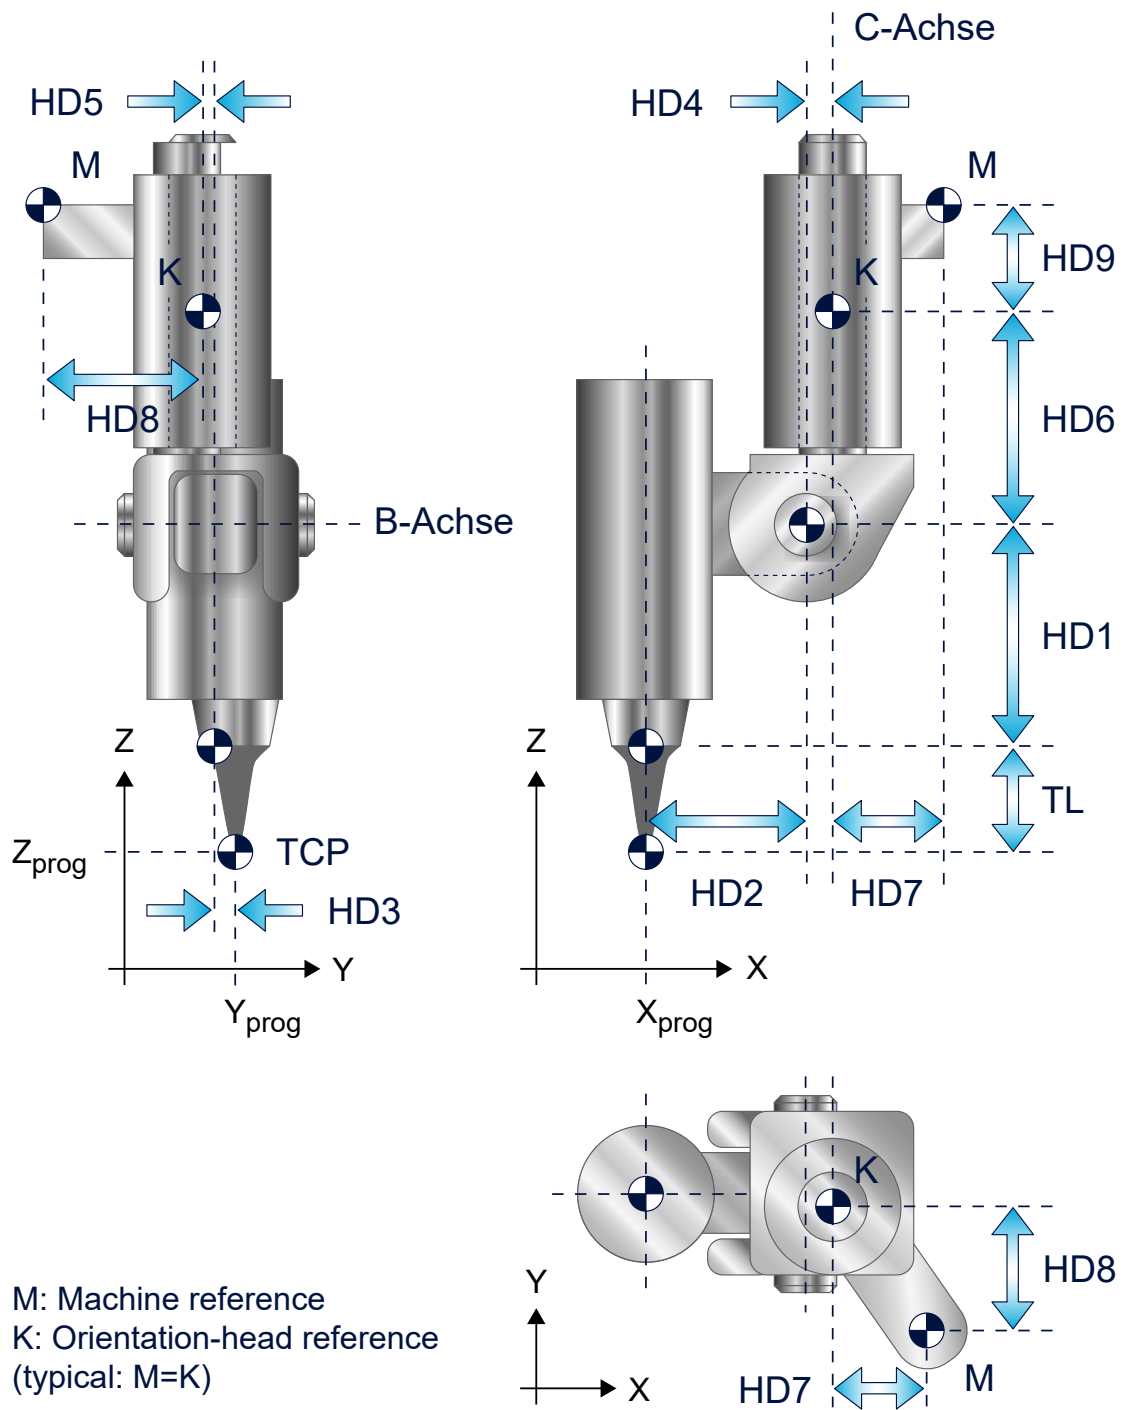 C-Achse
HD5
HD4
M
M
K
K
HD9
HD8
HD6
B-Achse
HD1
Z
Z
TL
Zprog
TCP
HD2
HD7
HD3
Y
X
Yprog
Xprog
K
Y
HD8
M: Machine reference
K: Orientation-head reference
(typical: M=K)
X
HD7
M